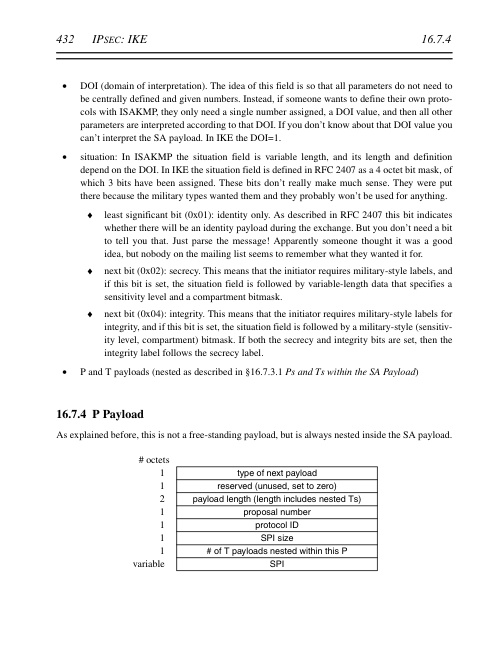 432 IPSEC: IKE 16.7.4
• DOI (domain of interpretation). The idea of this field is so that all parameters do not need to
be centrally defined and given numbers. Instead, if someone wants to define their own proto-
cols with ISAKMP, they only need a single number assigned, a DOI value, and then all other
parameters are interpreted according to that DOI. If you don't know about that DOI value you
can't interpret the SA payload. In IKE the DOI=1.
• situation: In ISAKMP the situation field is variable length, and its length and definition
depend on the DOI. In IKE the situation field is defined in RFC 2407 as a 4 octet bit mask, of
which 3 bits have been assigned. These bits don't really make much sense. They were put
there because the military types wanted them and they probably won't be used for anything.
♦ least significant bit (0x01): identity only. As described in RFC 2407 this bit indicates
whether there will be an identity payload during the exchange. But you don't need a bit
to tell you that. Just parse the message! Apparently someone thought it was a good
idea, but nobody on the mailing list seems to remember what they wanted it for.
♦ next bit (0x02): secrecy. This means that the initiator requires military-style labels, and
if this bit is set, the situation field is followed by variable-length data that specifies a
sensitivity level and a compartment bitmask.
♦ next bit (0x04): integrity. This means that the initiator requires military-style labels for
integrity, and if this bit is set, the situation field is followed by a military-style (sensitiv-
ity level, compartment) bitmask. If both the secrecy and integrity bits are set, then the
integrity label follows the secrecy label.
• P and T payloads (nested as described in §16.7.3.1 Ps and Ts within the SA Payload)
16.7.4 P Payload
As explained before, this is not a free-standing payload, but is always nested inside the SA payload.
# octets
1 type of next payload
1 reserved (unused, set to zero)
2 payload length (length includes nested Ts)
1 proposal number
1 protocol ID
1 SPI size
1 # of T payloads nested within this P
variable SPI